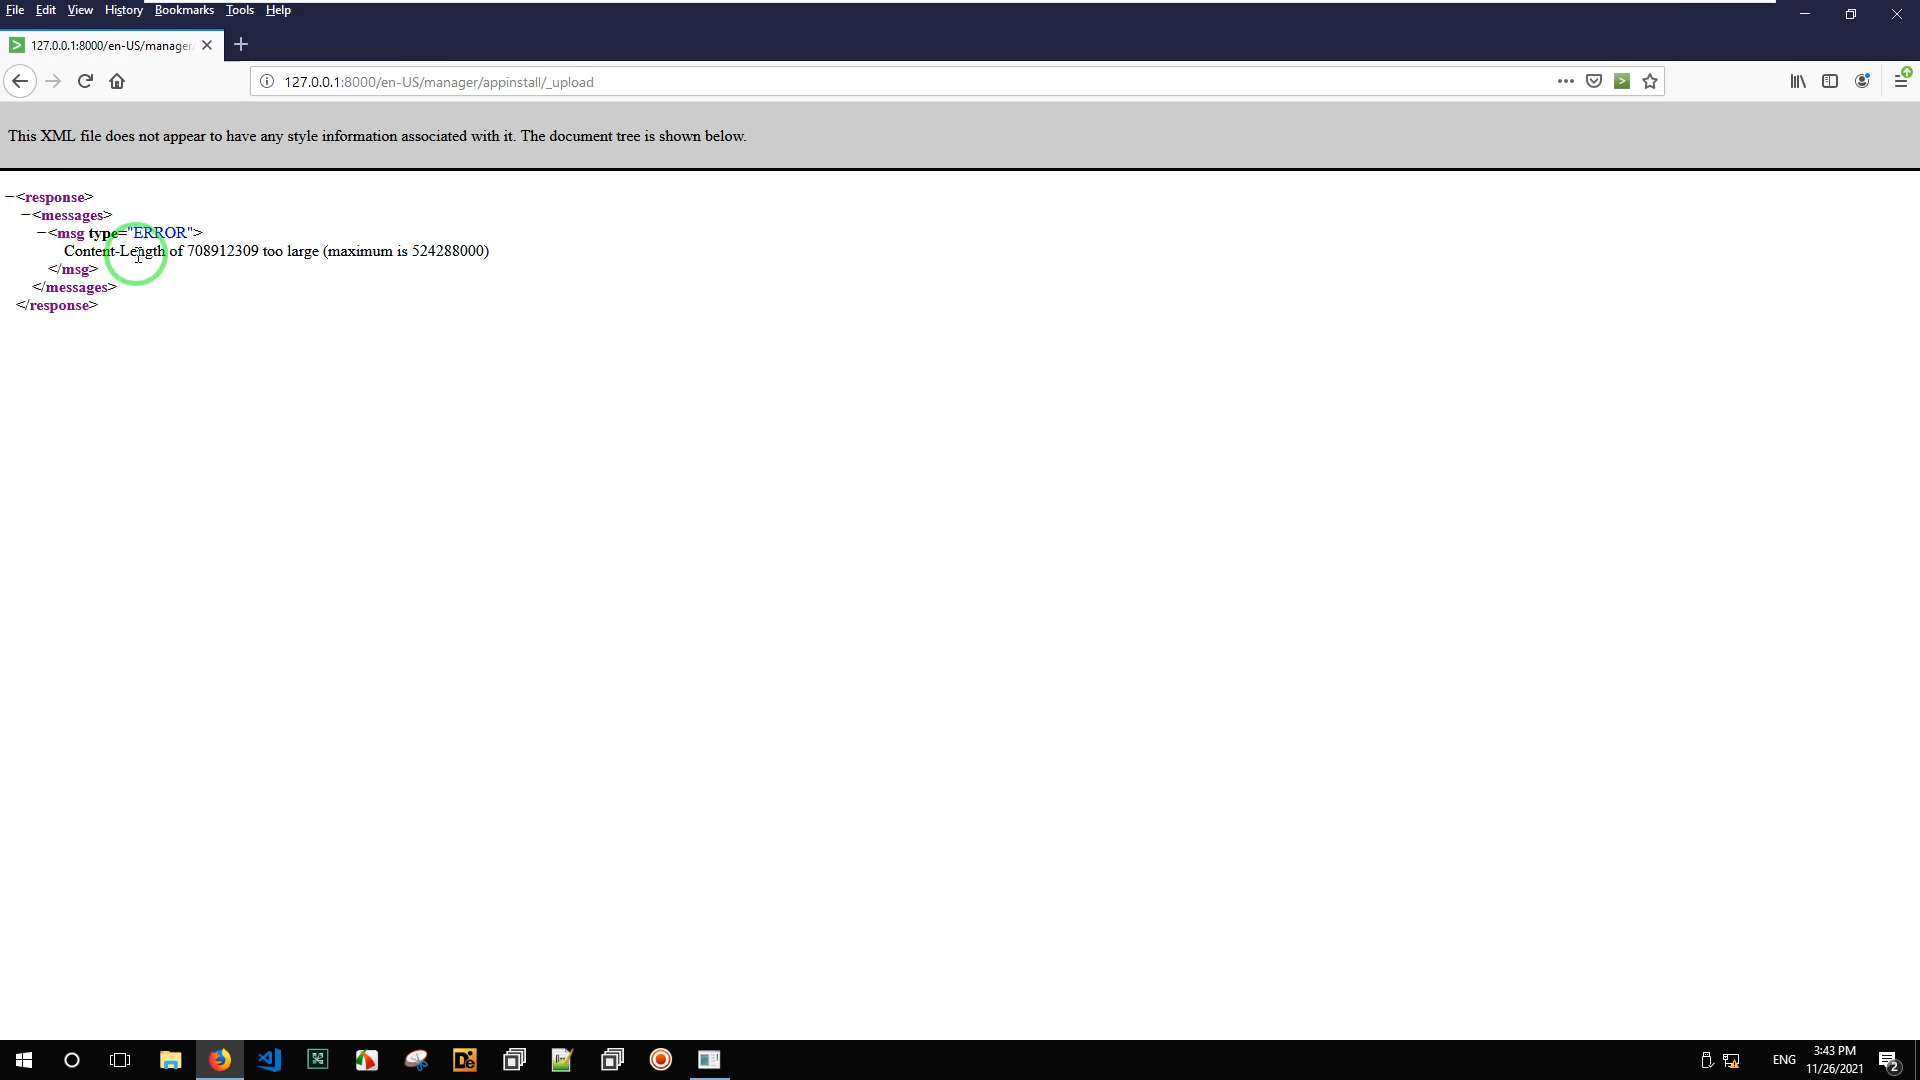 File Edit View History Bookmarks Tools Help
127.0.0.1:8000/en-US/manager/
127.0.0.1:8000/en-US/manager/appinstall/_upload
This XML file does not appear to have any style information associated with it. The document tree is shown below.
−<response>
−<messages>
−<msg type="ERROR">
Content-Length of 708912309 too large (maximum is 524288000)
</msg>
</messages>
</response>
De
ENG
3:43 PM
11/26/2021
2